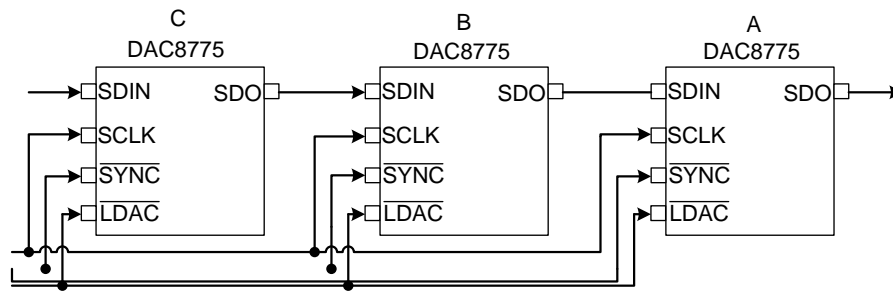 C
DAC8775
SDIN
SDO
SCLK
SYNC
LDAC
B
DAC8775
SDIN
SDO
SCLK
SYNC
LDAC
A
DAC8775
SDIN
SDO
SCLK
SYNC
LDAC